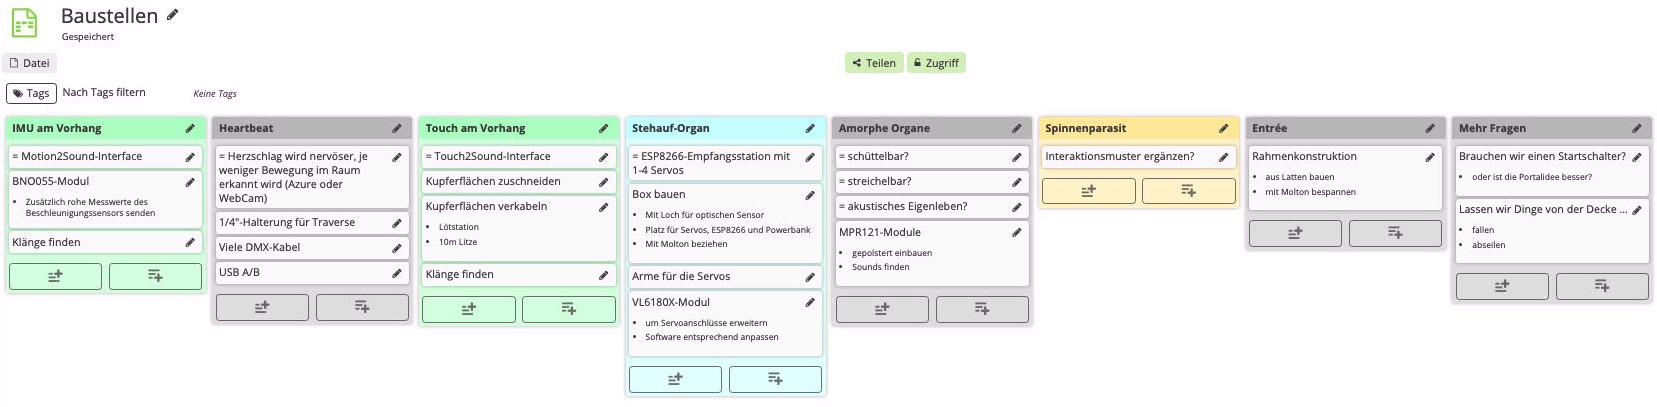 Baustellen
Gespeichert
Datei
Teilen
Zugriff
Tags
Nach Tags filtern
Keine Tags
IMU am Vorhang
= Motion2Sound-Interface
BNO055-Modul
Zusätzlich rohe Messwerte des
Beschleunigungssensors senden
Klänge finden
Heartbeat
= Herzschlag wird nervöser, je
weniger Bewegung im Raum
erkannt wird (Azure oder
WebCam)
1/4"-Halterung für Traverse
Viele DMX-Kabel
USB A/B
Touch am Vorhang
= Touch2Sound-Interface
Kupferflächen zuschneiden
Kupferflächen verkabeln
Lötstation
10m Litze
Klänge finden
Stehauf-Organ
= ESP8266-Empfangsstation mit
1-4 Servos
Box bauen
Mit Loch für optischen Sensor
Platz für Servos, ESP8266 und Powerbank
Mit Molton beziehen
Arme für die Servos
VL6180X-Modul
um Servoanschlüsse erweitern
Software entsprechend anpassen
Amorphe Organe
= schüttelbar?
= streichelbar?
= akustisches Eigenleben?
MPR121-Module
gepolstert einbauen
Sounds finden
Spinnenparasit
Interaktionsmuster ergänzen?
Entrée
Rahmenkonstruktion
aus Latten bauen
mit Molton bespannen
Mehr Fragen
Brauchen wir einen Startschalter?
oder ist die Portalidee besser?
Lassen wir Dinge von der Decke ...
fallen
abseilen